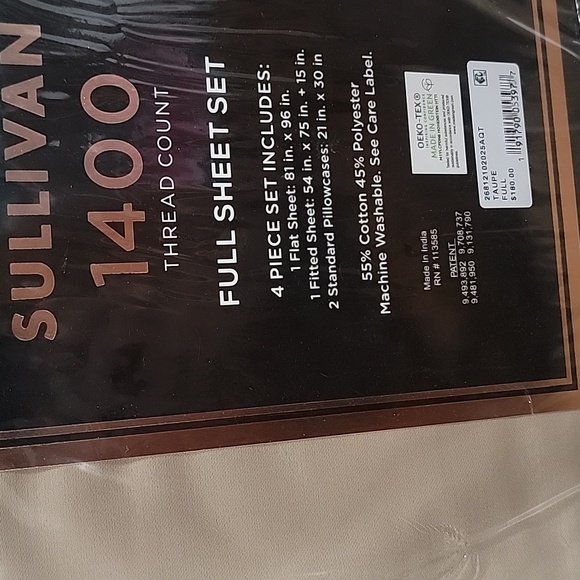 SULLIVAN
1400
THREAD COUNT
FULL SHEET SET
4 PIECE SET INCLUDES:
1 Flat Sheet: 81 in. x 96 in.
1 Fitted Sheet: 54 in. x 75 in. + 15 in.
2 Standard Pillowcases: 21 in. x 30 in
55% Cotton 45% Polyester
Machine Washable. See Care Label.
OEKO-TEX®
MADE IN GREEN
Made In India
RN # 113585
PATENT
9,493,892 9,708,737
9,481,950 9,131,790
26812102025AQT
TAUPE
FULL
$180.00